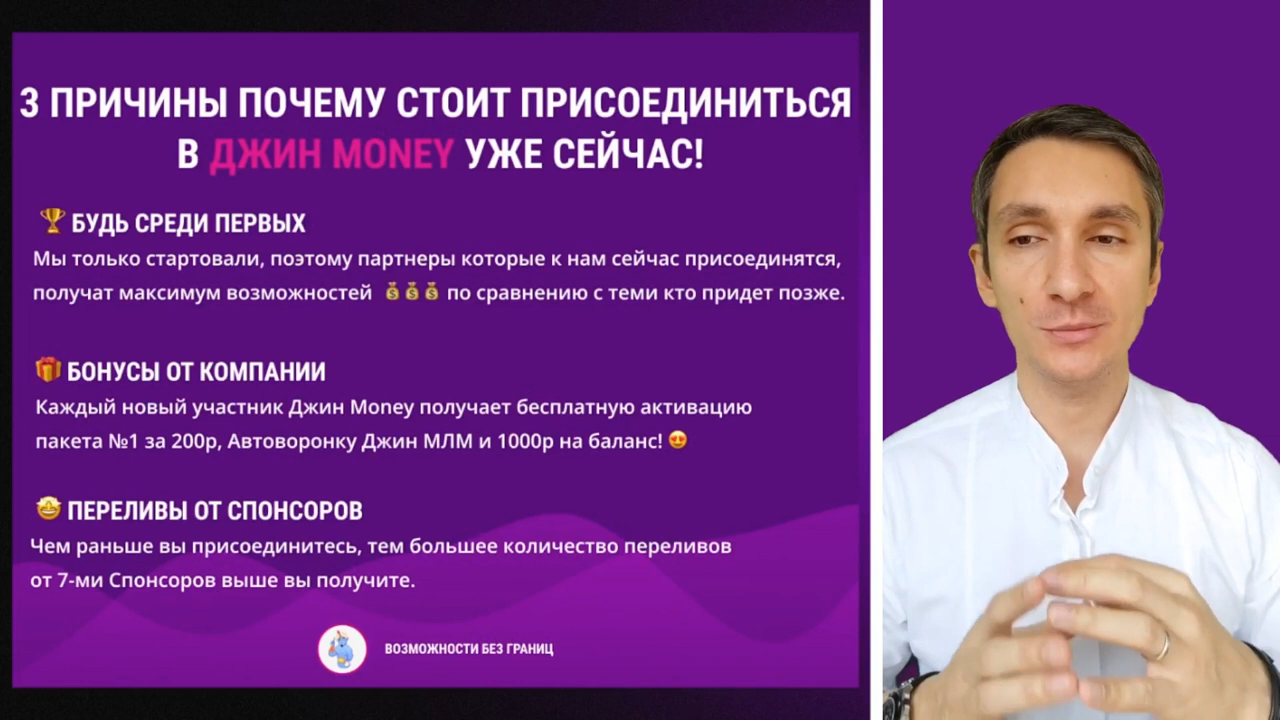 3 ПРИЧИНЫ ПОЧЕМУ СТОИТ ПРИСОЕДИНИТЬСЯ
В ДЖИН MONEY УЖЕ СЕЙЧАС!
🏆 БУДЬ СРЕДИ ПЕРВЫХ
Мы только стартовали, поэтому партнеры которые к нам сейчас присоединятся,
получат максимум возможностей 💰💰💰 по сравнению с теми кто придет позже.
🎁 БОНУСЫ ОТ КОМПАНИИ
Каждый новый участник Джин Money получает бесплатную активацию
пакета №1 за 200р, Автоворонку Джин МЛМ и 1000р на баланс! 😍
🤩 ПЕРЕЛИВЫ ОТ СПОНСОРОВ
Чем раньше вы присоединитесь, тем большее количество переливов
от 7-ми Спонсоров выше вы получите.
ВОЗМОЖНОСТИ БЕЗ ГРАНИЦ